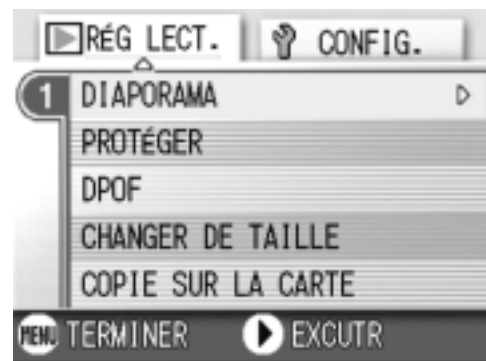 RÉG LECT. CONFIG.
1 DIAPORAMA
PROTÉGER
DPOF
CHANGER DE TAILLE
COPIE SUR LA CARTE
MENU TERMINER EXCUTR